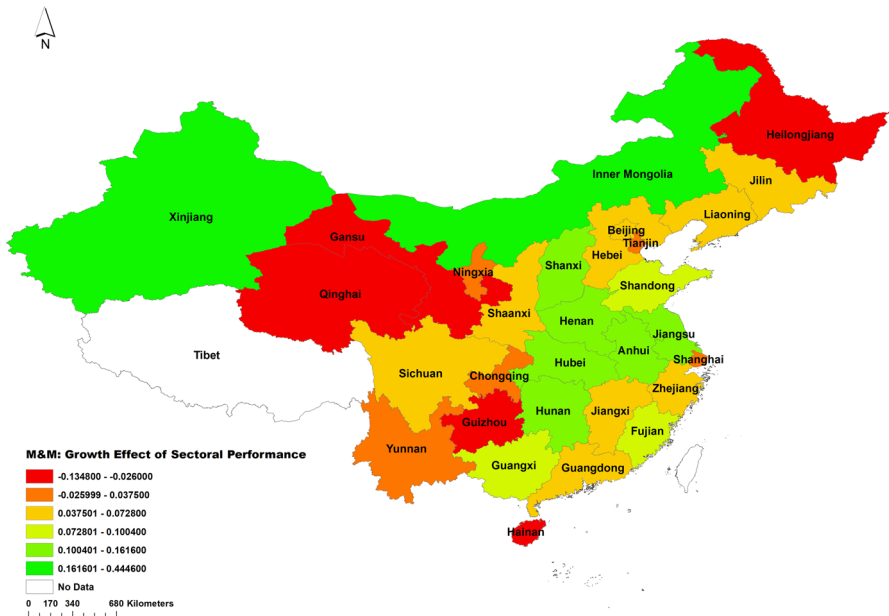 N
Heilongjiang
Inner Mongolia
Jilin
Xinjiang
Liaoning
Beijing
Gansu
Tianjin
Hebei
Shanxi
Ningxia
Shandong
Qinghai
Shaanxi
Henan
Jiangsu
Anhui
Tibet
Shanghai
Hubei
Sichuan
Chongqing
Zhejiang
Hunan
Jiangxi
Guizhou
Fujian
Yunnan
Guangxi
Guangdong
Hainan
M&M: Growth Effect of Sectoral Performance
-0.134800 - -0.026000
-0.025999 - 0.037500
0.037501 - 0.072800
0.072801 - 0.100400
0.100401 - 0.161600
0.161601 - 0.444600
No Data
0 170 340 680 Kilometers